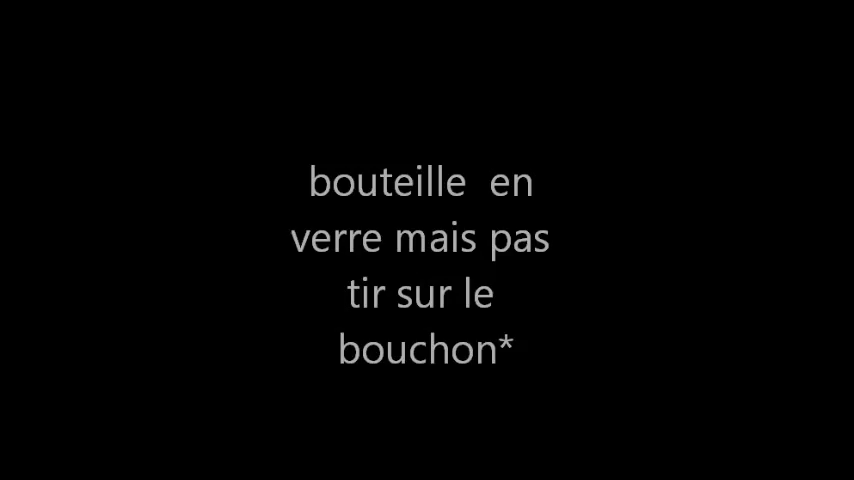 bouteille  en
verre mais pas
tir sur le
bouchon*